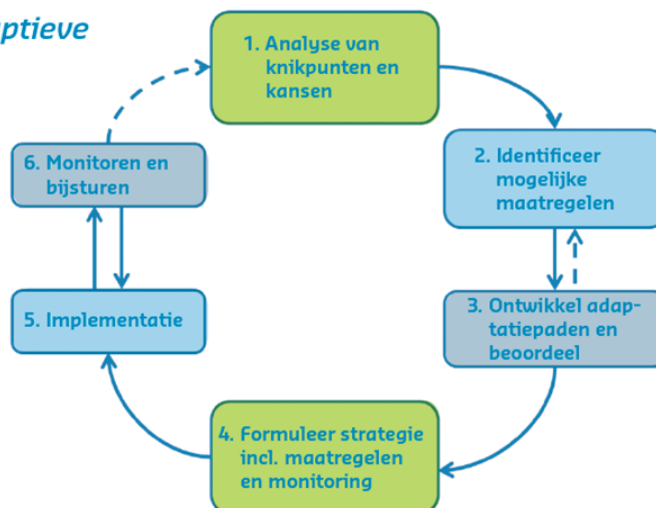 1. Analyse van
knikpunten en
kansen
2. Identificeer
mogelijke
maatregelen
3. Ontwikkel adap-
tatiepaden en
beoordeel
4. Formuleer strategie
incl. maatregelen
en monitoring
5. Implementatie
6. Monitoren en
bijsturen